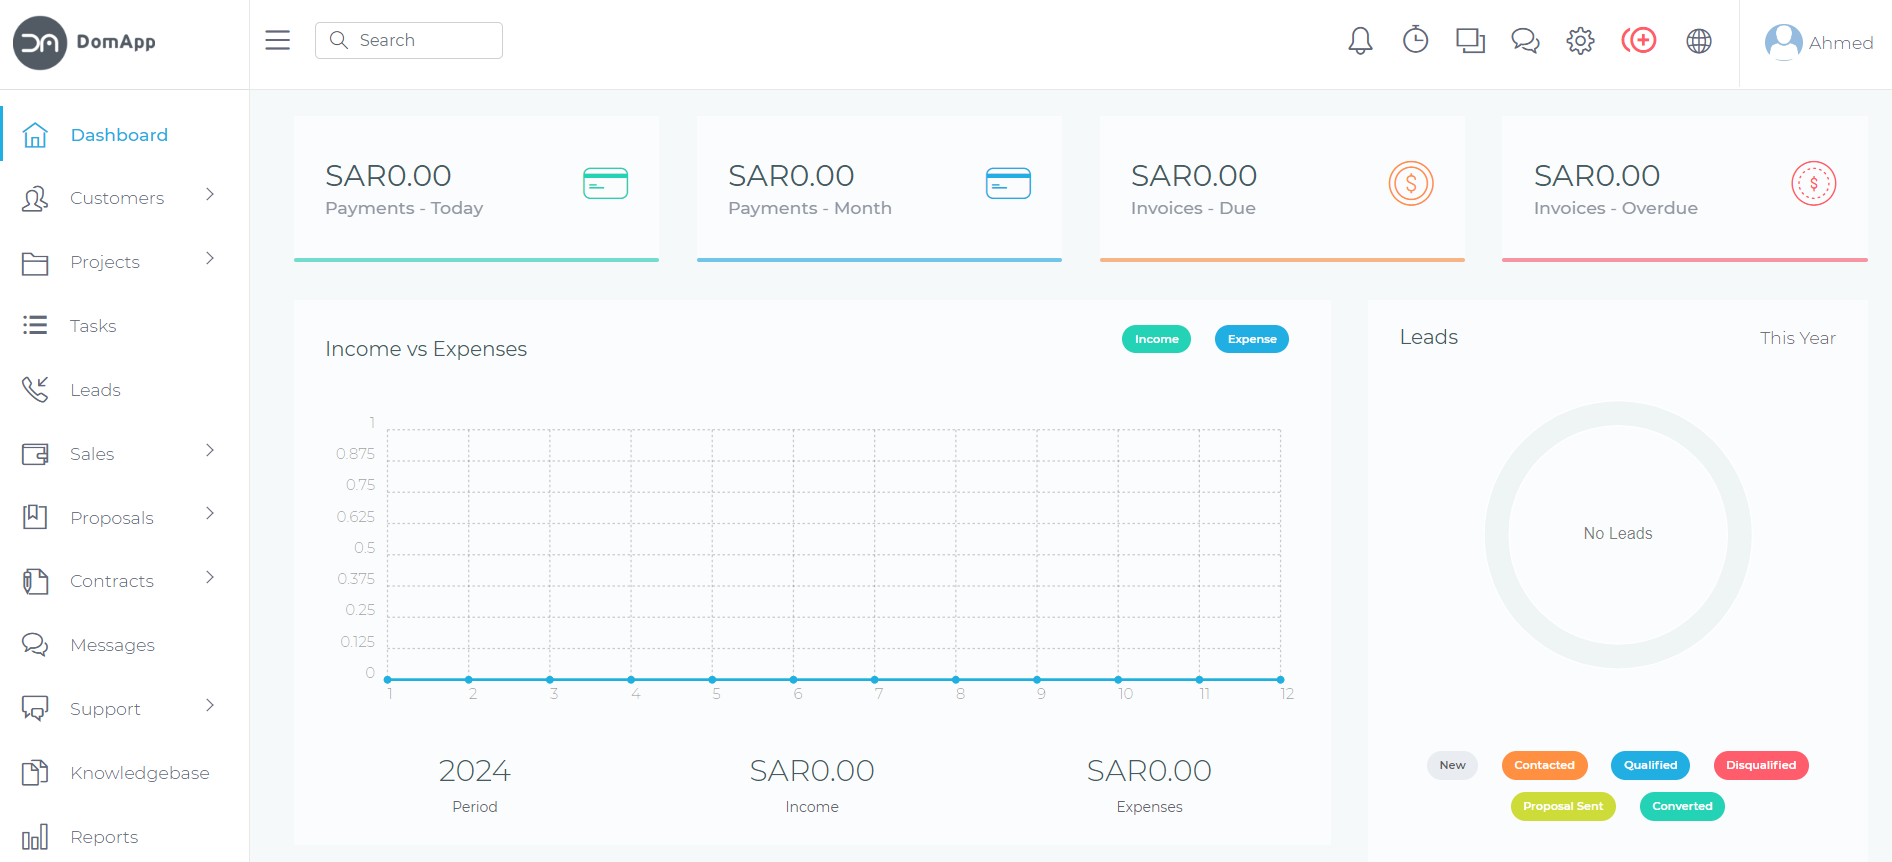 DomApp
Search
Ahmed
Dashboard
Customers
Projects
Tasks
Leads
Sales
Proposals
Contracts
Messages
Support
Knowledgebase
Reports
SAR0.00
Payments - Today
SAR0.00
Payments - Month
SAR0.00
Invoices - Due
SAR0.00
Invoices - Overdue
Income vs Expenses
Income Expense
1
0.875
0.75
0.625
0.5
0.375
0.25
0.125
0
1 2 3 4 5 6 7 8 9 10 11 12
2024
Period
SAR0.00
Income
SAR0.00
Expenses
Leads This Year
No Leads
New Contacted Qualified Disqualified
Proposal Sent Converted